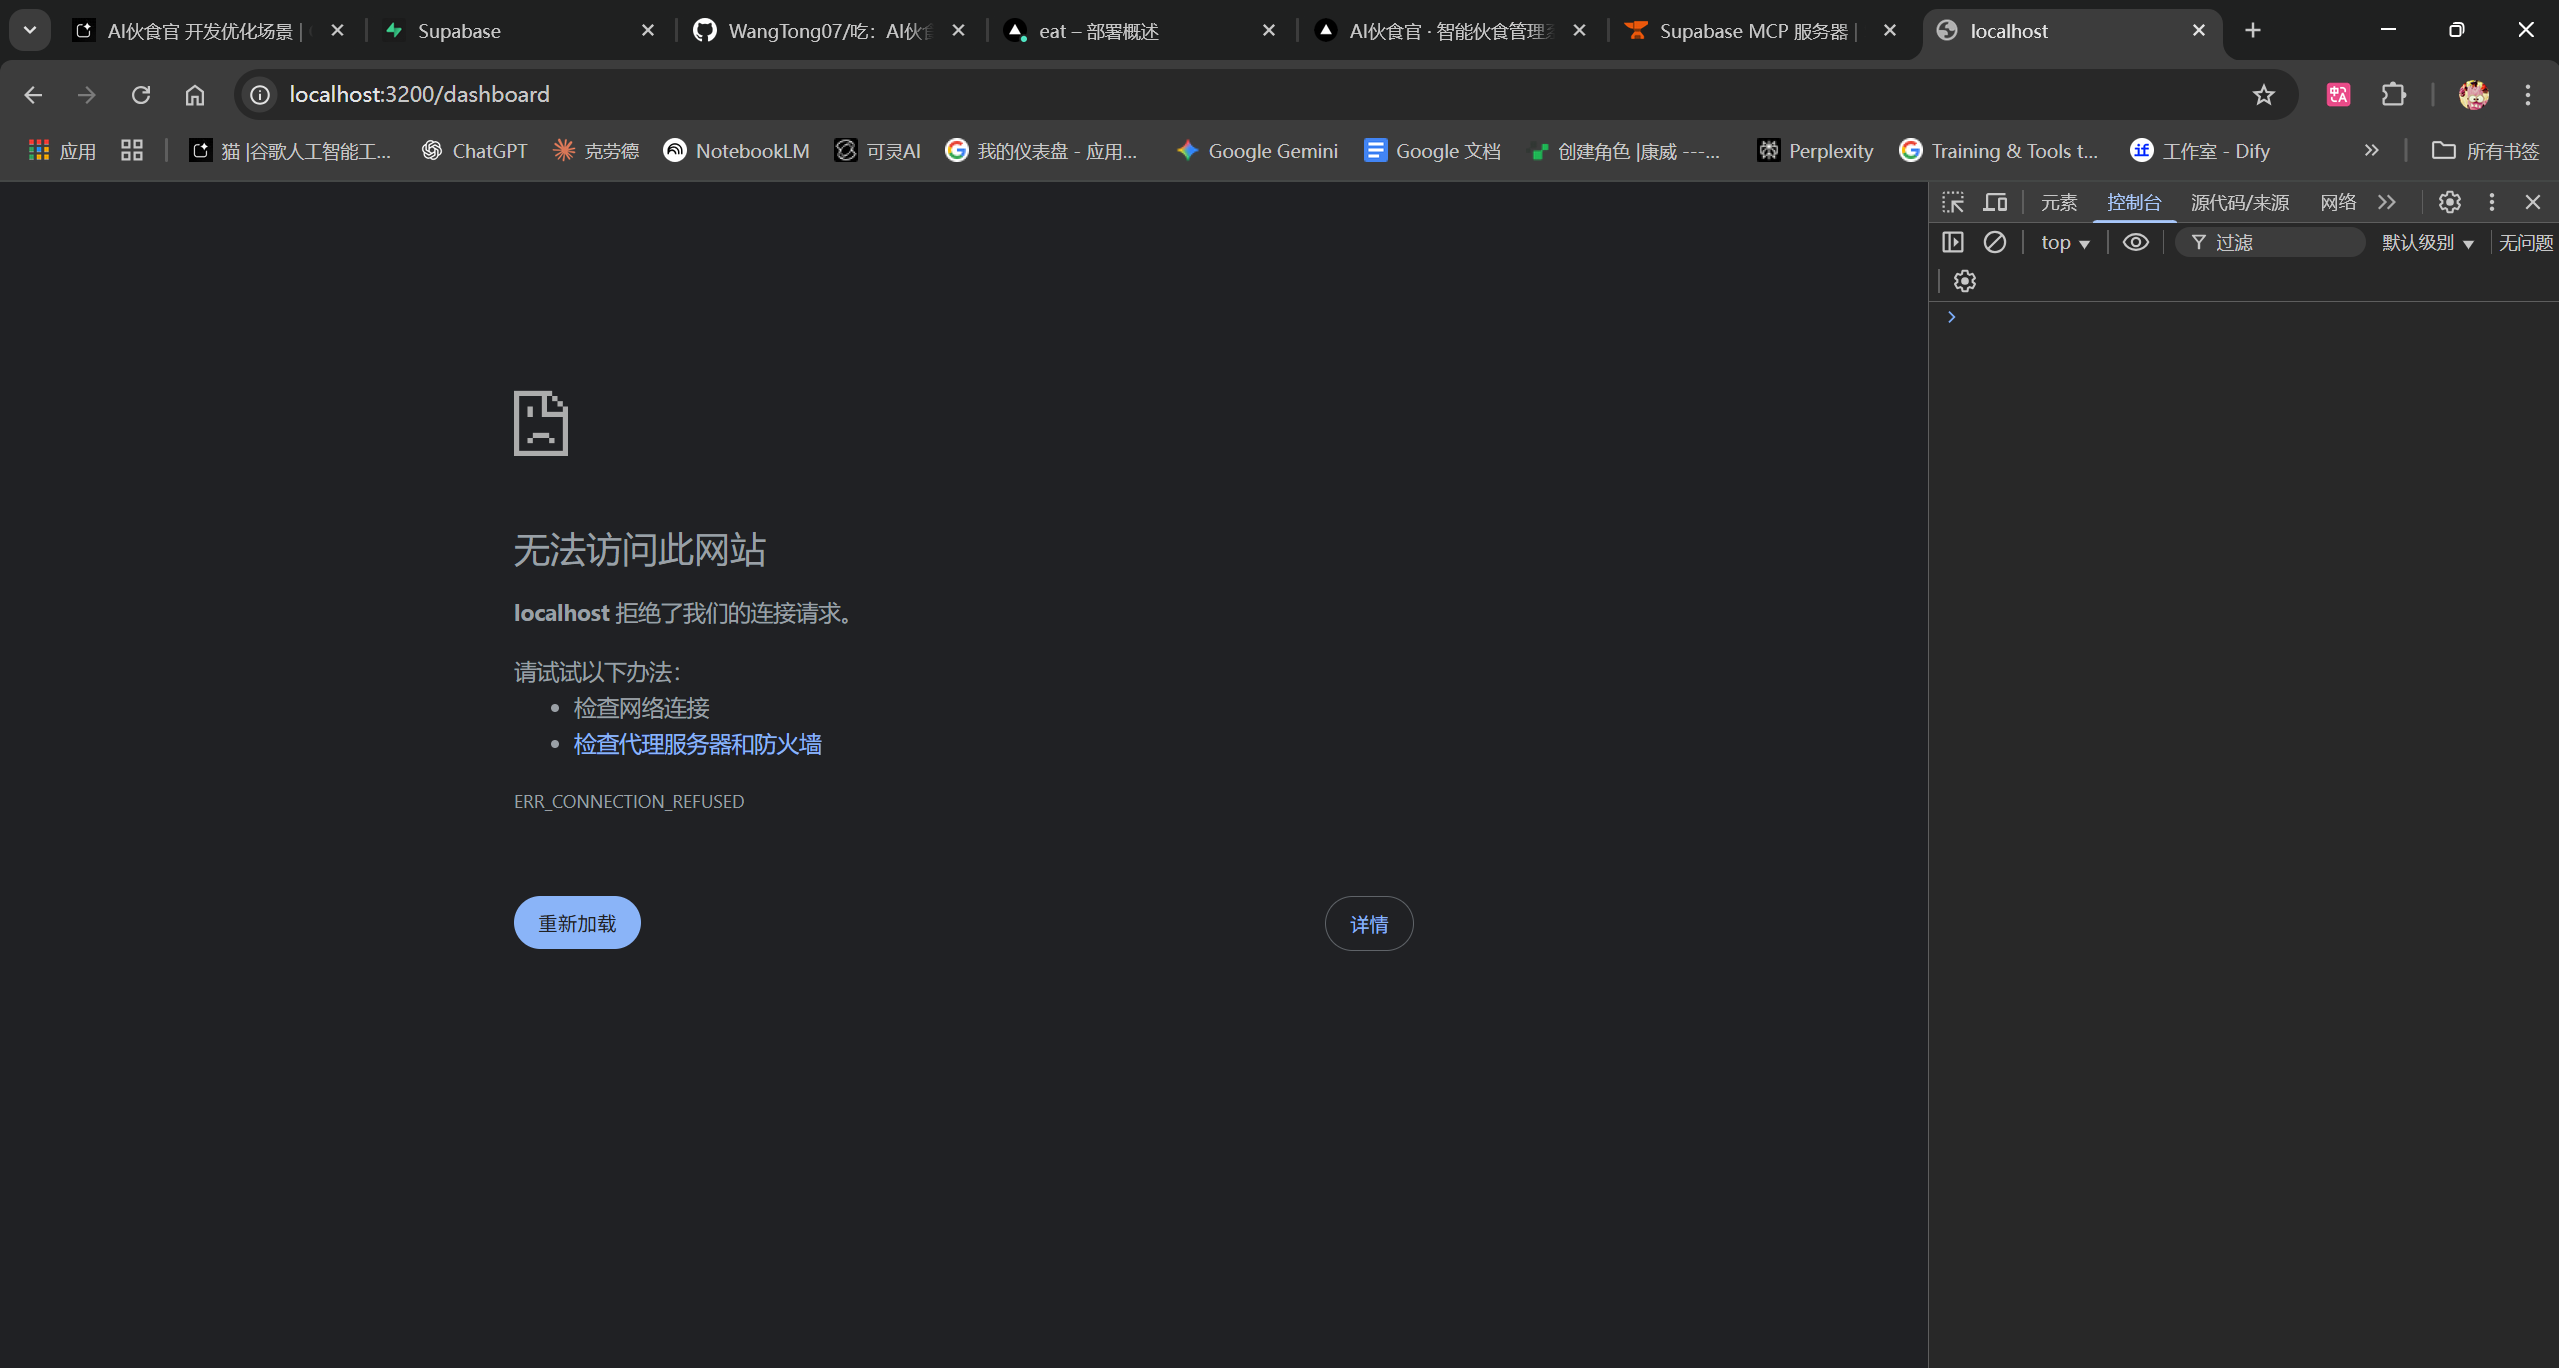 AI伙食官 开发优化场景 |
Supabase
WangTong07/吃：AI伙食
eat – 部署概述
AI伙食官 · 智能伙食管理系
Supabase MCP 服务器 |
localhost
localhost:3200/dashboard
应用
猫 |谷歌人工智能工...
ChatGPT
克劳德
NotebookLM
可灵AI
我的仪表盘 - 应用...
Google Gemini
Google 文档
创建角色 |康威 ---...
Perplexity
Training & Tools t...
工作室 - Dify
所有书签
元素
控制台
源代码/来源
网络
top
过滤
默认级别
无问题
无法访问此网站
localhost 拒绝了我们的连接请求。
请试试以下办法：
检查网络连接
检查代理服务器和防火墙
ERR_CONNECTION_REFUSED
重新加载
详情